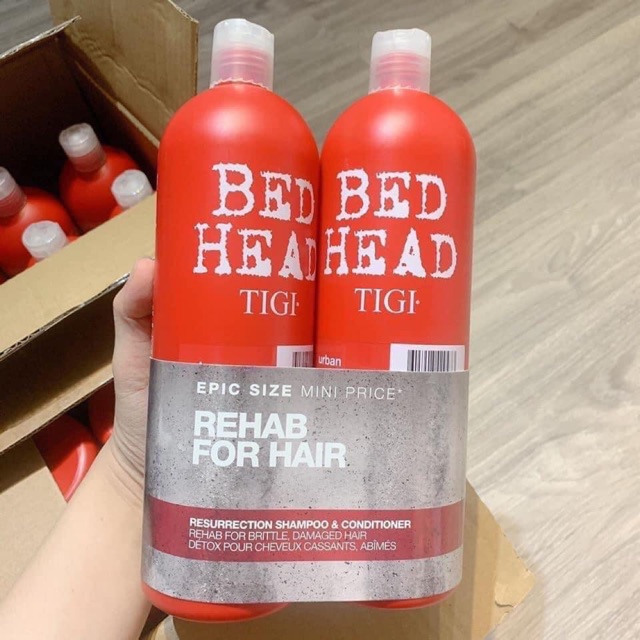 BED
HEAD
TIGI
BED
HEAD
TIGI
urban
EPIC SIZE MINI PRICE*
REHAB
FOR HAIR
RESURRECTION SHAMPOO & CONDITIONER
REHAB FOR BRITTLE, DAMAGED HAIR
DÉTOX POUR CHEVEUX CASSANTS, ABÎMÉS